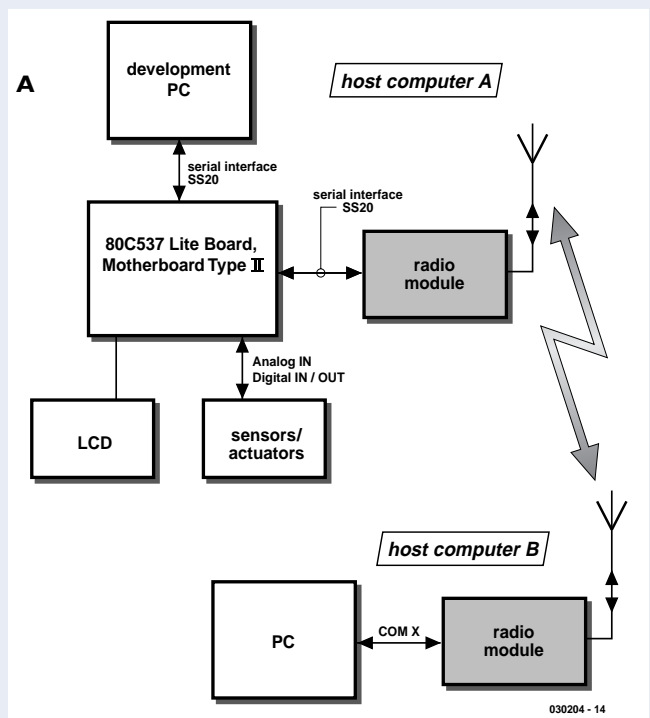 A
development
PC
host computer A
serial interface
SS20
serial interface
SS20
80C537 Lite Board,
Motherboard Type II
radio
module
Analog IN
Digital IN / OUT
LCD
sensors/
actuators
host computer B
PC
COM X
radio
module
030204 - 14